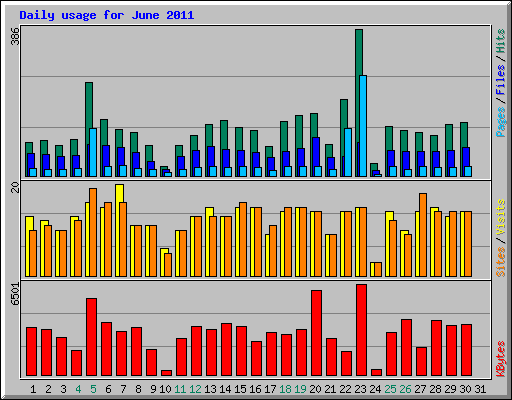 Daily usage for June 2011
386
Pages / Files / Hits
20
Sites / Visits
6501
KBytes
1 2 3 4 5 6 7 8 9 10 11 12 13 14 15 16 17 18 19 20 21 22 23 24 25 26 27 28 29 30 31